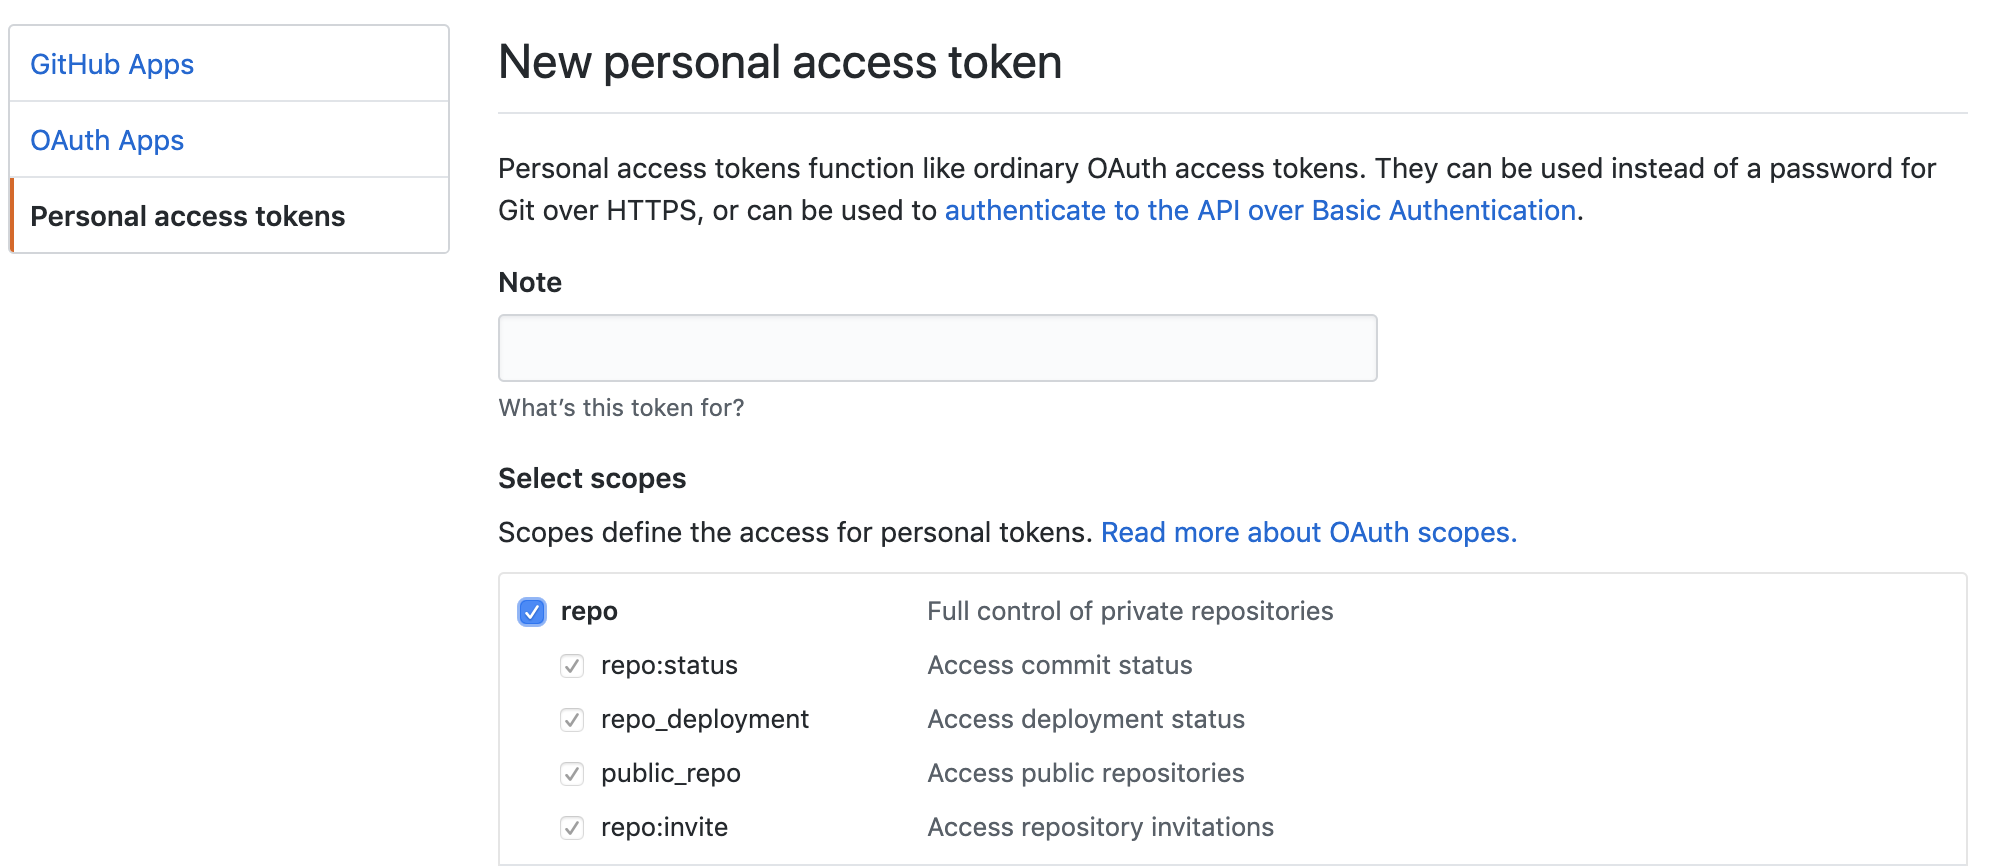 GitHub Apps
OAuth Apps
Personal access tokens
New personal access token
Personal access tokens function like ordinary OAuth access tokens. They can be used instead of a password for
Git over HTTPS, or can be used to authenticate to the API over Basic Authentication.
Note
What's this token for?
Select scopes
Scopes define the access for personal tokens. Read more about OAuth scopes.
repo Full control of private repositories
repo:status Access commit status
repo_deployment Access deployment status
public_repo Access public repositories
repo:invite Access repository invitations